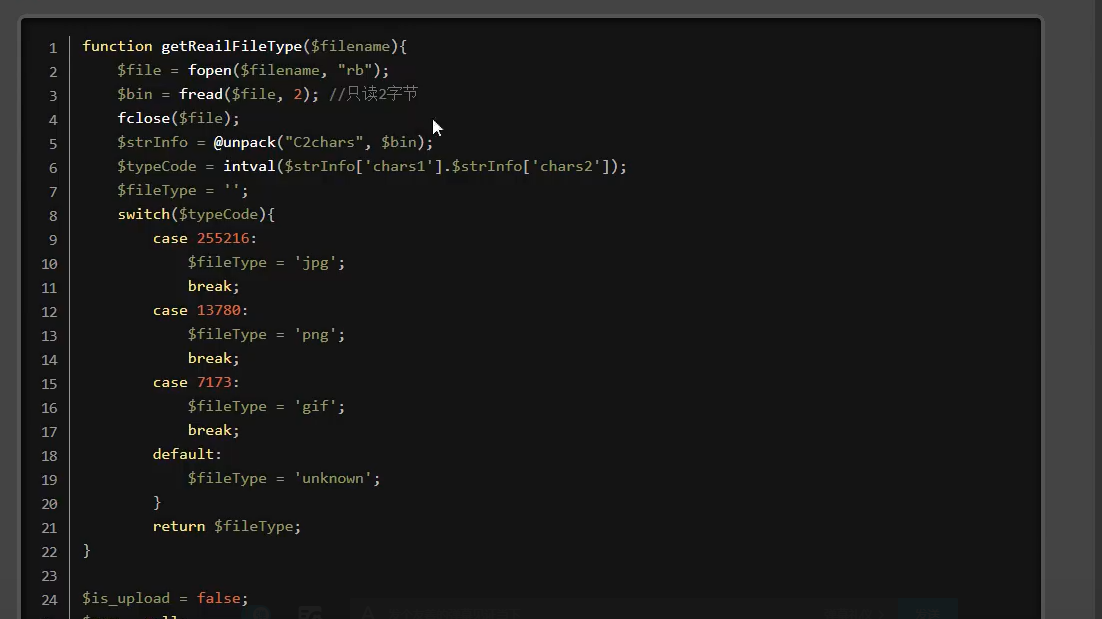 1 function getReailFileType($filename){
2 $file = fopen($filename, "rb");
3 $bin = fread($file, 2); //只读2字节
4 fclose($file);
5 $strInfo = @unpack("C2chars", $bin);
6 $typeCode = intval($strInfo['chars1'].$strInfo['chars2']);
7 $fileType = '';
8 switch($typeCode){
9 case 255216:
10 $fileType = 'jpg';
11 break;
12 case 13780:
13 $fileType = 'png';
14 break;
15 case 7173:
16 $fileType = 'gif';
17 break;
18 default:
19 $fileType = 'unknown';
20 }
21 return $fileType;
22 }
23
24 $is_upload = false;